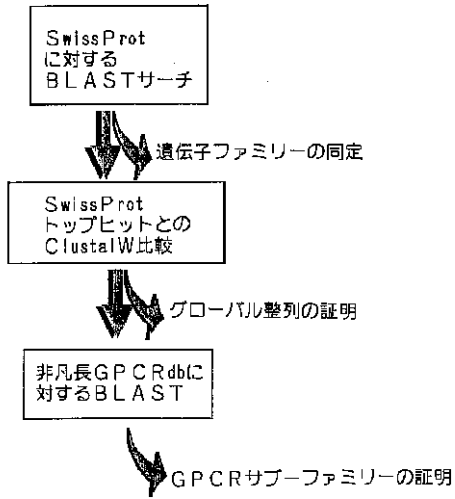 SwissProt
に対する
BLASTサーチ
遺伝子ファミリーの同定
SwissProt
トップヒットとの
ClustalW比較
グローバル整列の証明
非凡長GPCRdbに
対するBLAST
GPCRサブーファミリーの証明